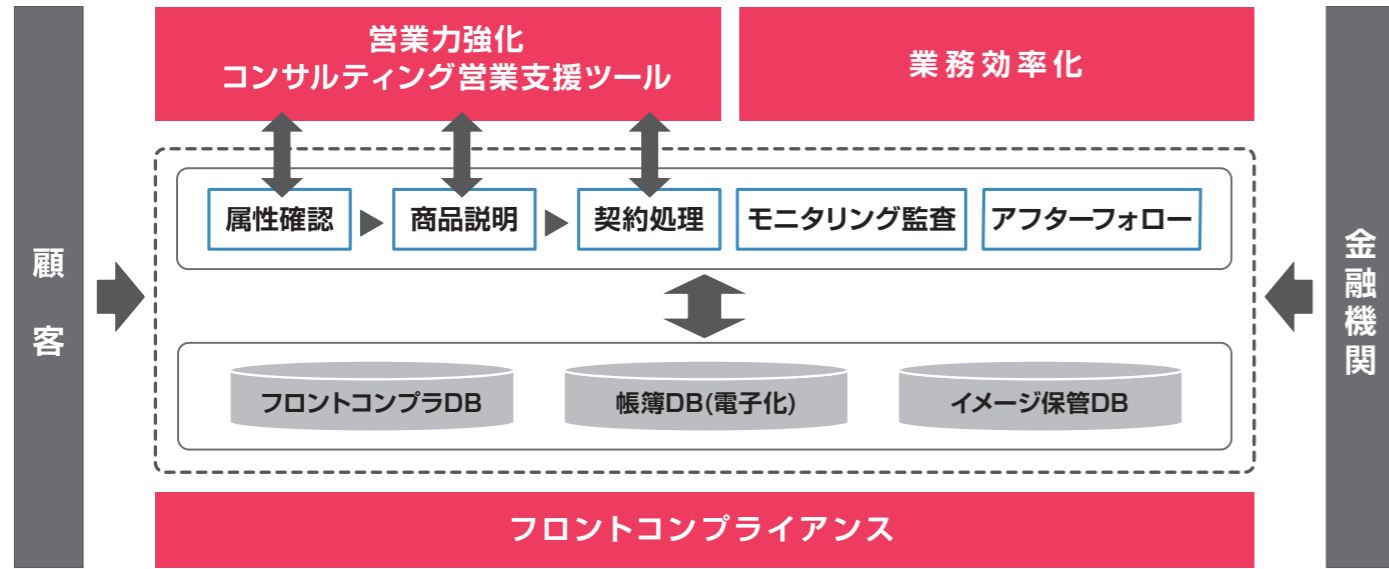 営業力強化
コンサルティング営業支援ツール
業務効率化
顧客
属性確認
商品説明
契約処理
モニタリング監査
アフターフォロー
金融機関
フロントコンプラDB
帳簿DB(電子化)
イメージ保管DB
フロントコンプライアンス